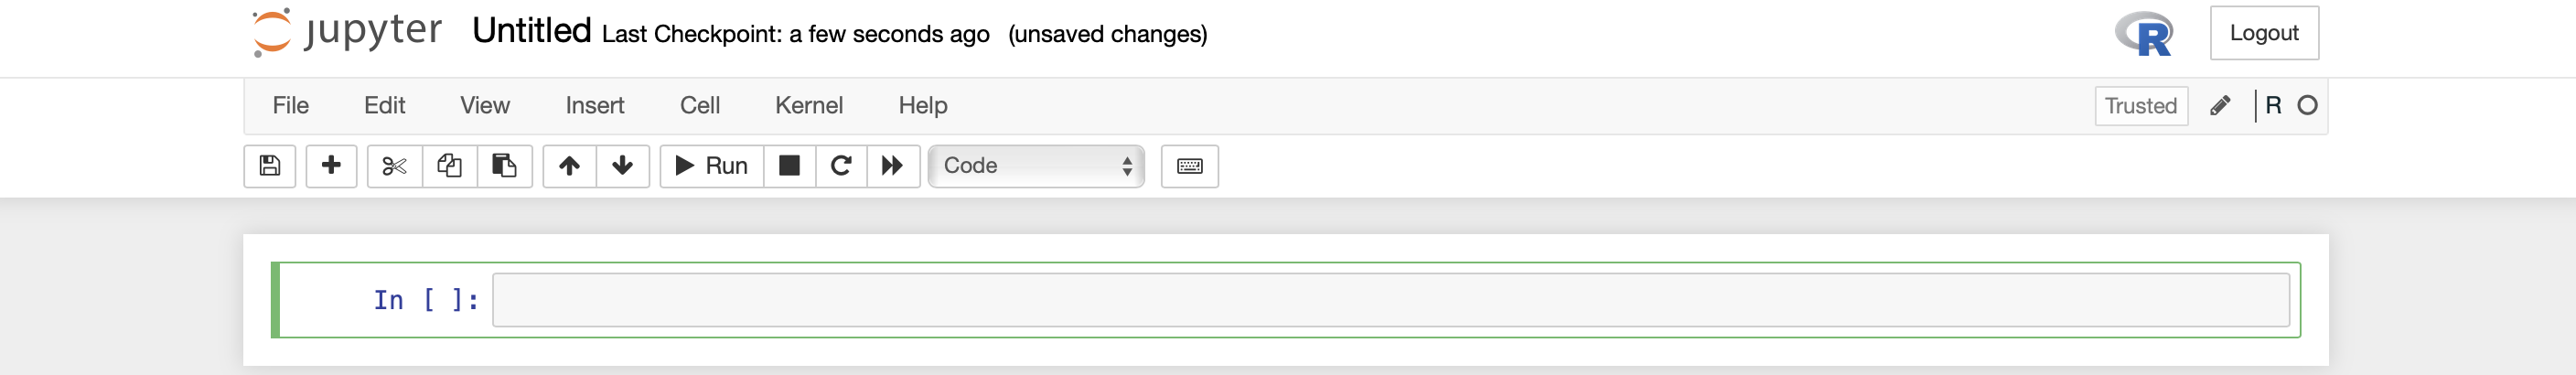 jupyter Untitled Last Checkpoint: a few seconds ago (unsaved changes) R Logout
File Edit View Insert Cell Kernel Help Trusted R
Run Code
In [ ]: